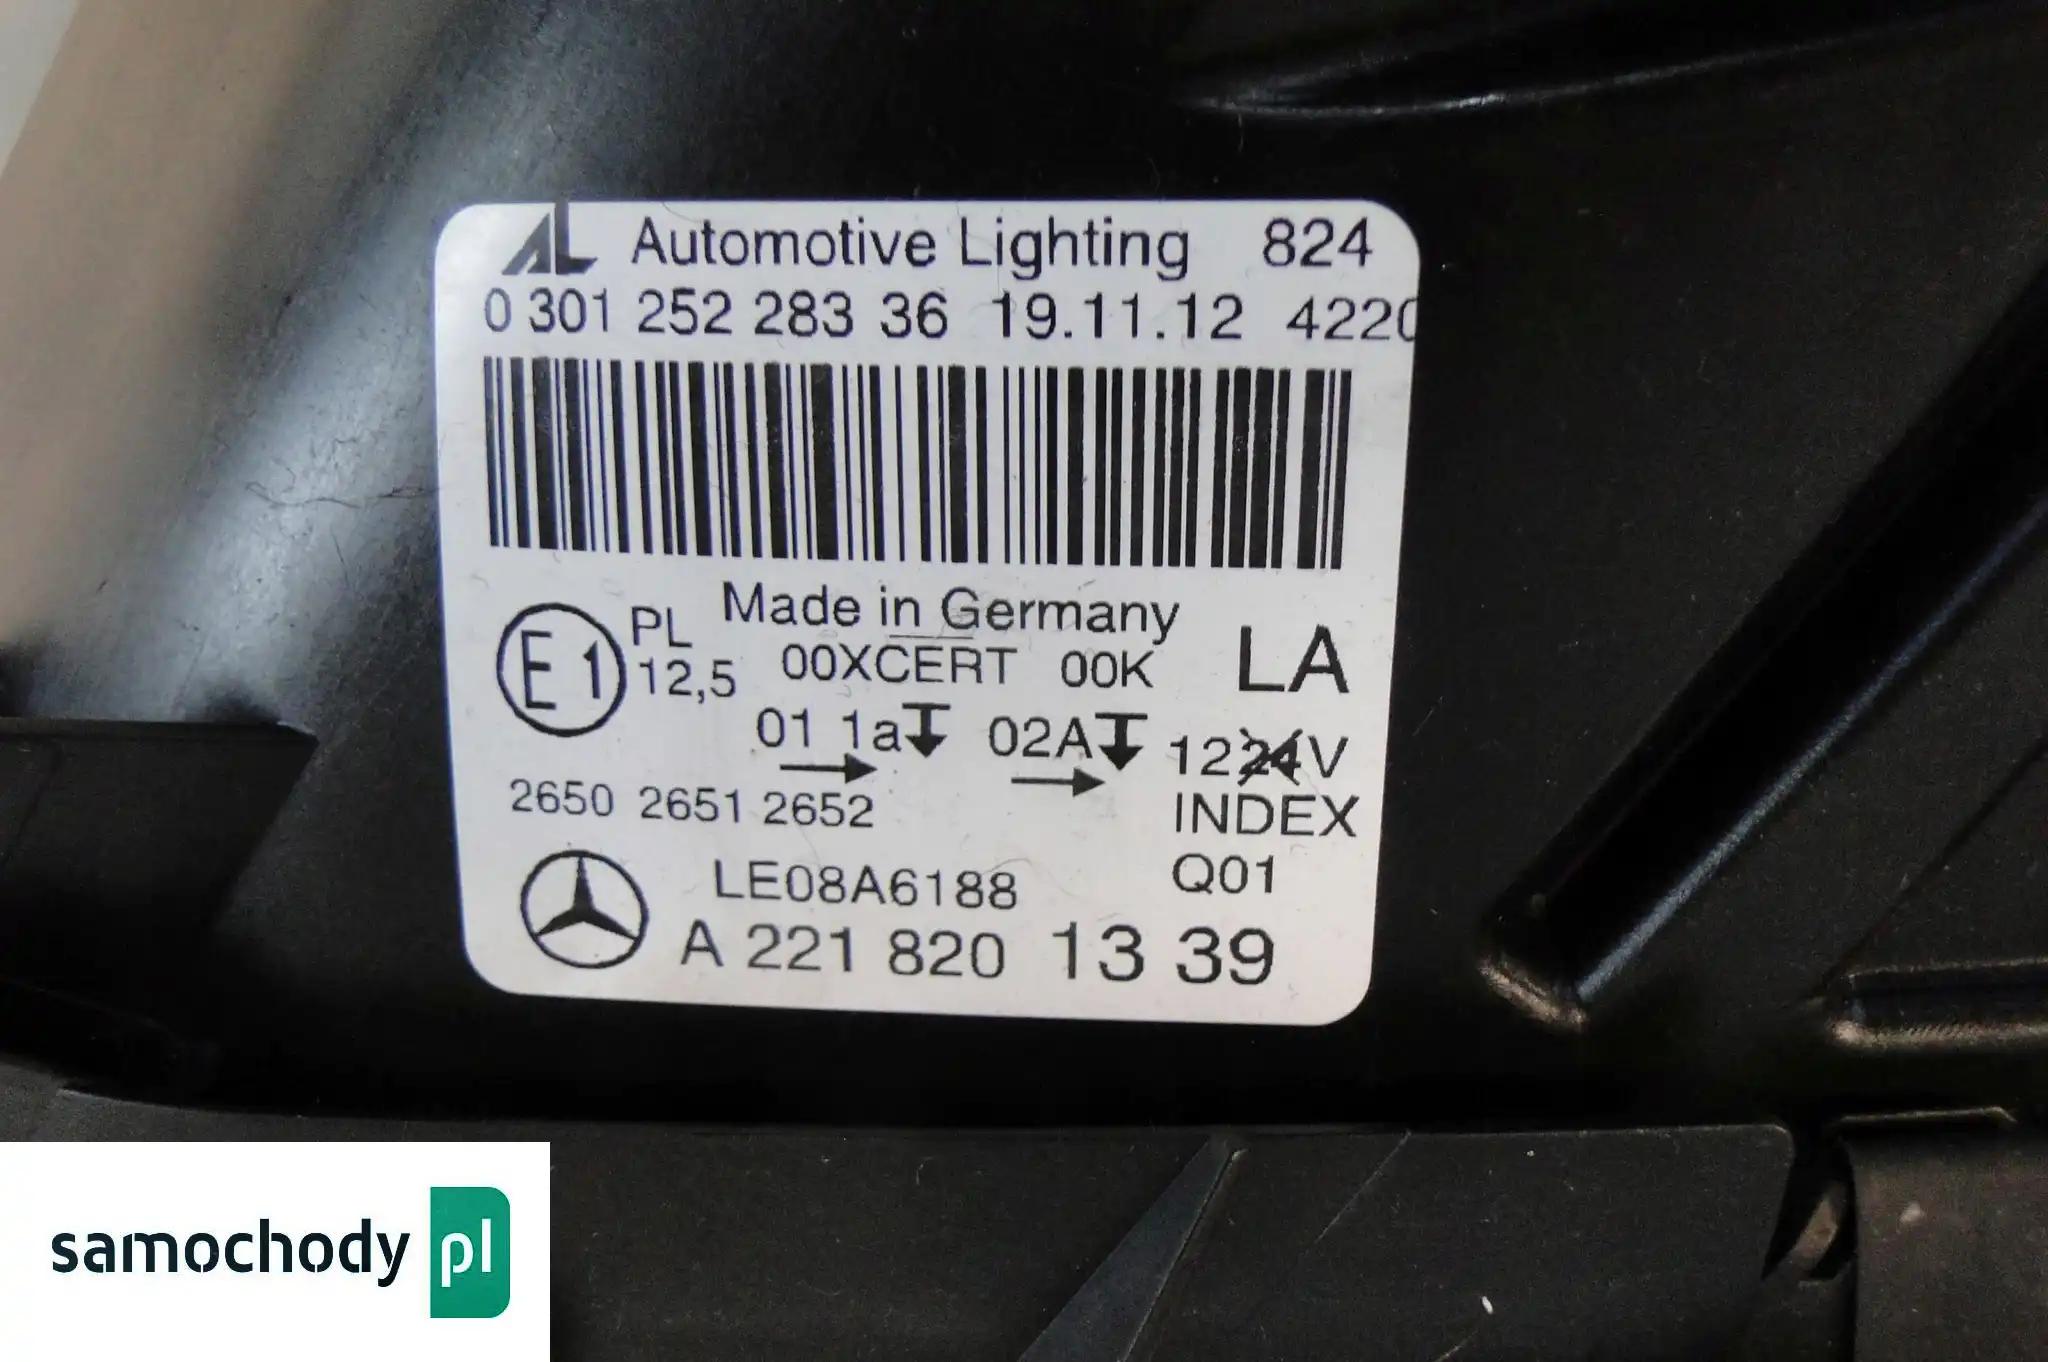 AL Automotive Lighting 824
0 301 252 283 36 19.11.12 4220
Made in Germany
E1 PL 12,5 00XCERT 00K LA
01 1a 02A 1224V
2650 2651 2652 INDEX
LE08A6188 Q01
A 221 820 13 39
samochody pl